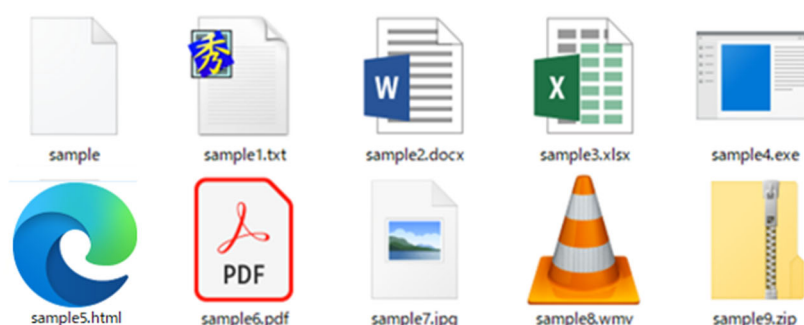 秀
sample
sample1.txt
W
sample2.docx
X
sample3.xlsx
sample4.exe
sample5.html
PDF
sample6.pdf
sample7.jpg
sample8.wmv
sample9.zip